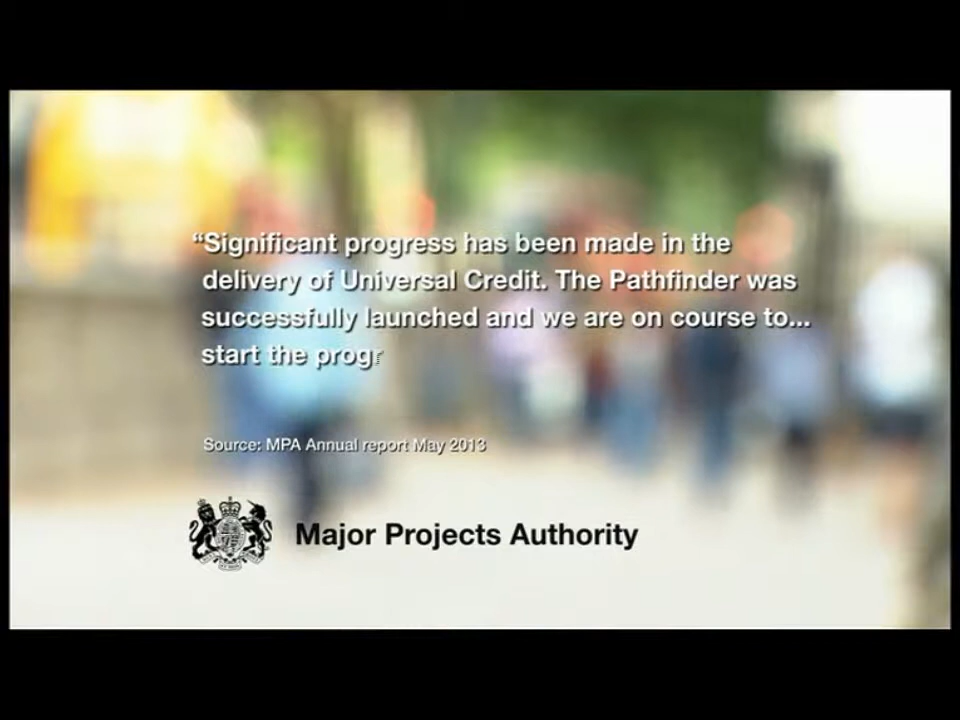 “Significant progress has been made in the
delivery of Universal Credit. The Pathfinder was
successfully launched and we are on course to...
start the progr
Source: MPA Annual report May 2013
Major Projects Authority